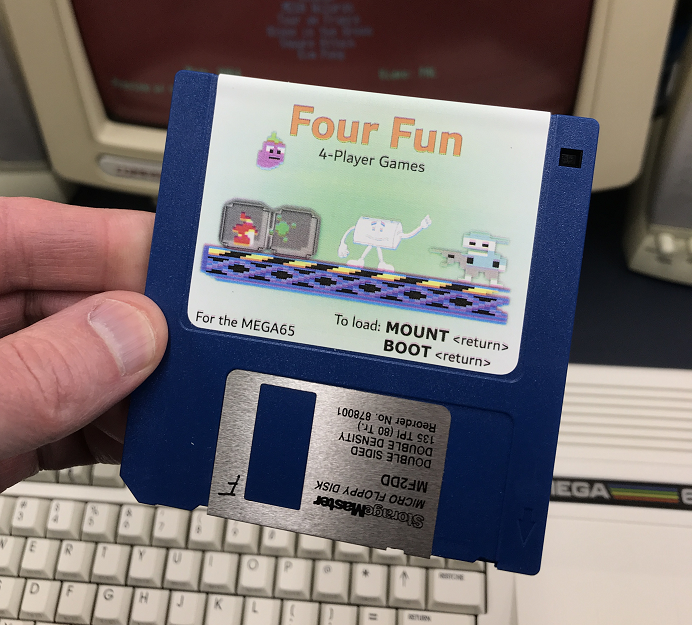 Four Fun
4-Player Games
For the MEGA65
To load: MOUNT <return>
BOOT <return>
StorageMaster
MICRO FLOPPY DISK
MF2DD
DOUBLE SIDED
DOUBLE DENSITY
135 TPI (80 Tr.)
Reorder No. 878001
F
MEGA 6
W E R T Y U I O P @ * ↑
D F G H J K L